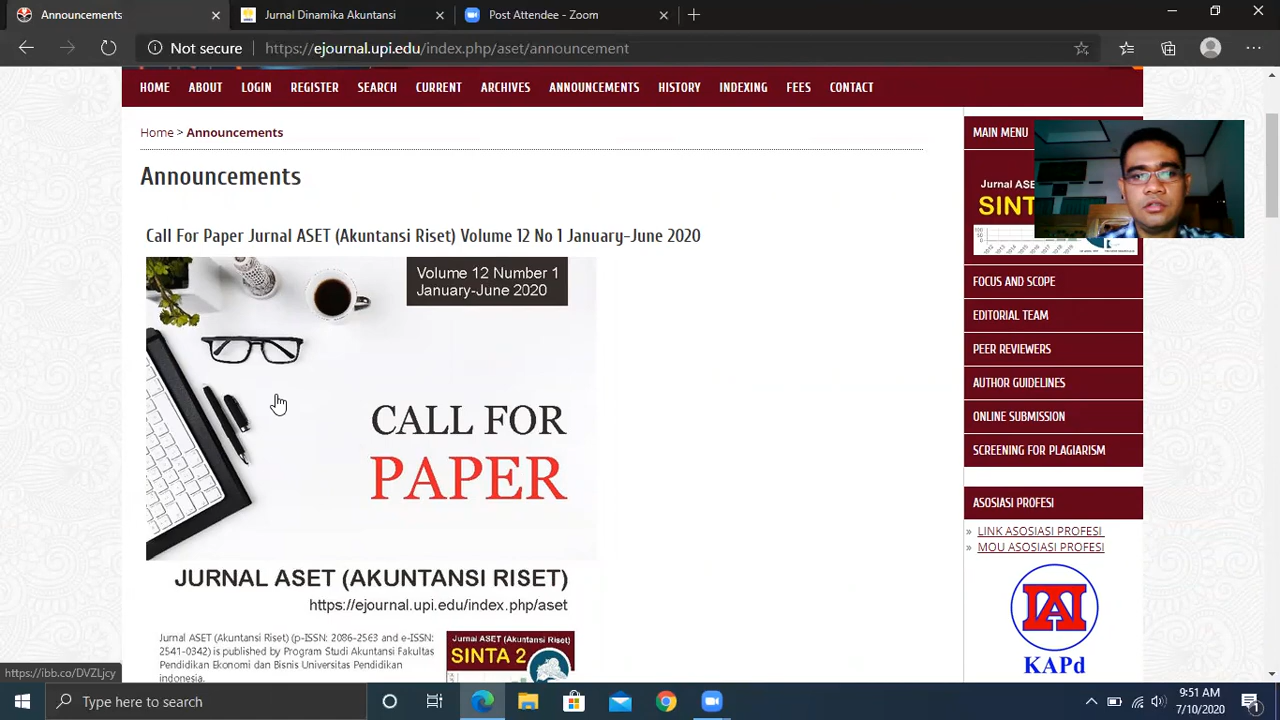 Announcements
Jurnal Dinamika Akuntansi
Post Attendee - Zoom
Not secure
https://ejournal.upi.edu/index.php/aset/announcement
HOME ABOUT LOGIN REGISTER SEARCH CURRENT ARCHIVES ANNOUNCEMENTS HISTORY INDEXING FEES CONTACT
Home > Announcements
Announcements
Call For Paper Jurnal ASET (Akuntansi Riset) Volume 12 No 1 January-June 2020
Volume 12 Number 1
January-June 2020
CALL FOR
PAPER
JURNAL ASET (AKUNTANSI RISET)
https://ejournal.upi.edu/index.php/aset
Jurnal ASET (Akuntansi Riset) (p-ISSN: 2086-2563 and e-ISSN:
2541-0342) is published by Program Studi Akuntansi Fakultas
Pendidikan Ekonomi dan Bisnis Universitas Pendidikan
indonesia.
Jurnal ASET (Akuntansi Riset)
SINTA 2
MAIN MENU
Jurnal ASE
SINT
FOCUS AND SCOPE
EDITORIAL TEAM
PEER REVIEWERS
AUTHOR GUIDELINES
ONLINE SUBMISSION
SCREENING FOR PLAGIARISM
ASOSIASI PROFESI
» LINK ASOSIASI PROFESI
» MOU ASOSIASI PROFESI
KAPd
https://ibb.co/DVZLjcy
Type here to search
9:51 AM
7/10/2020
1